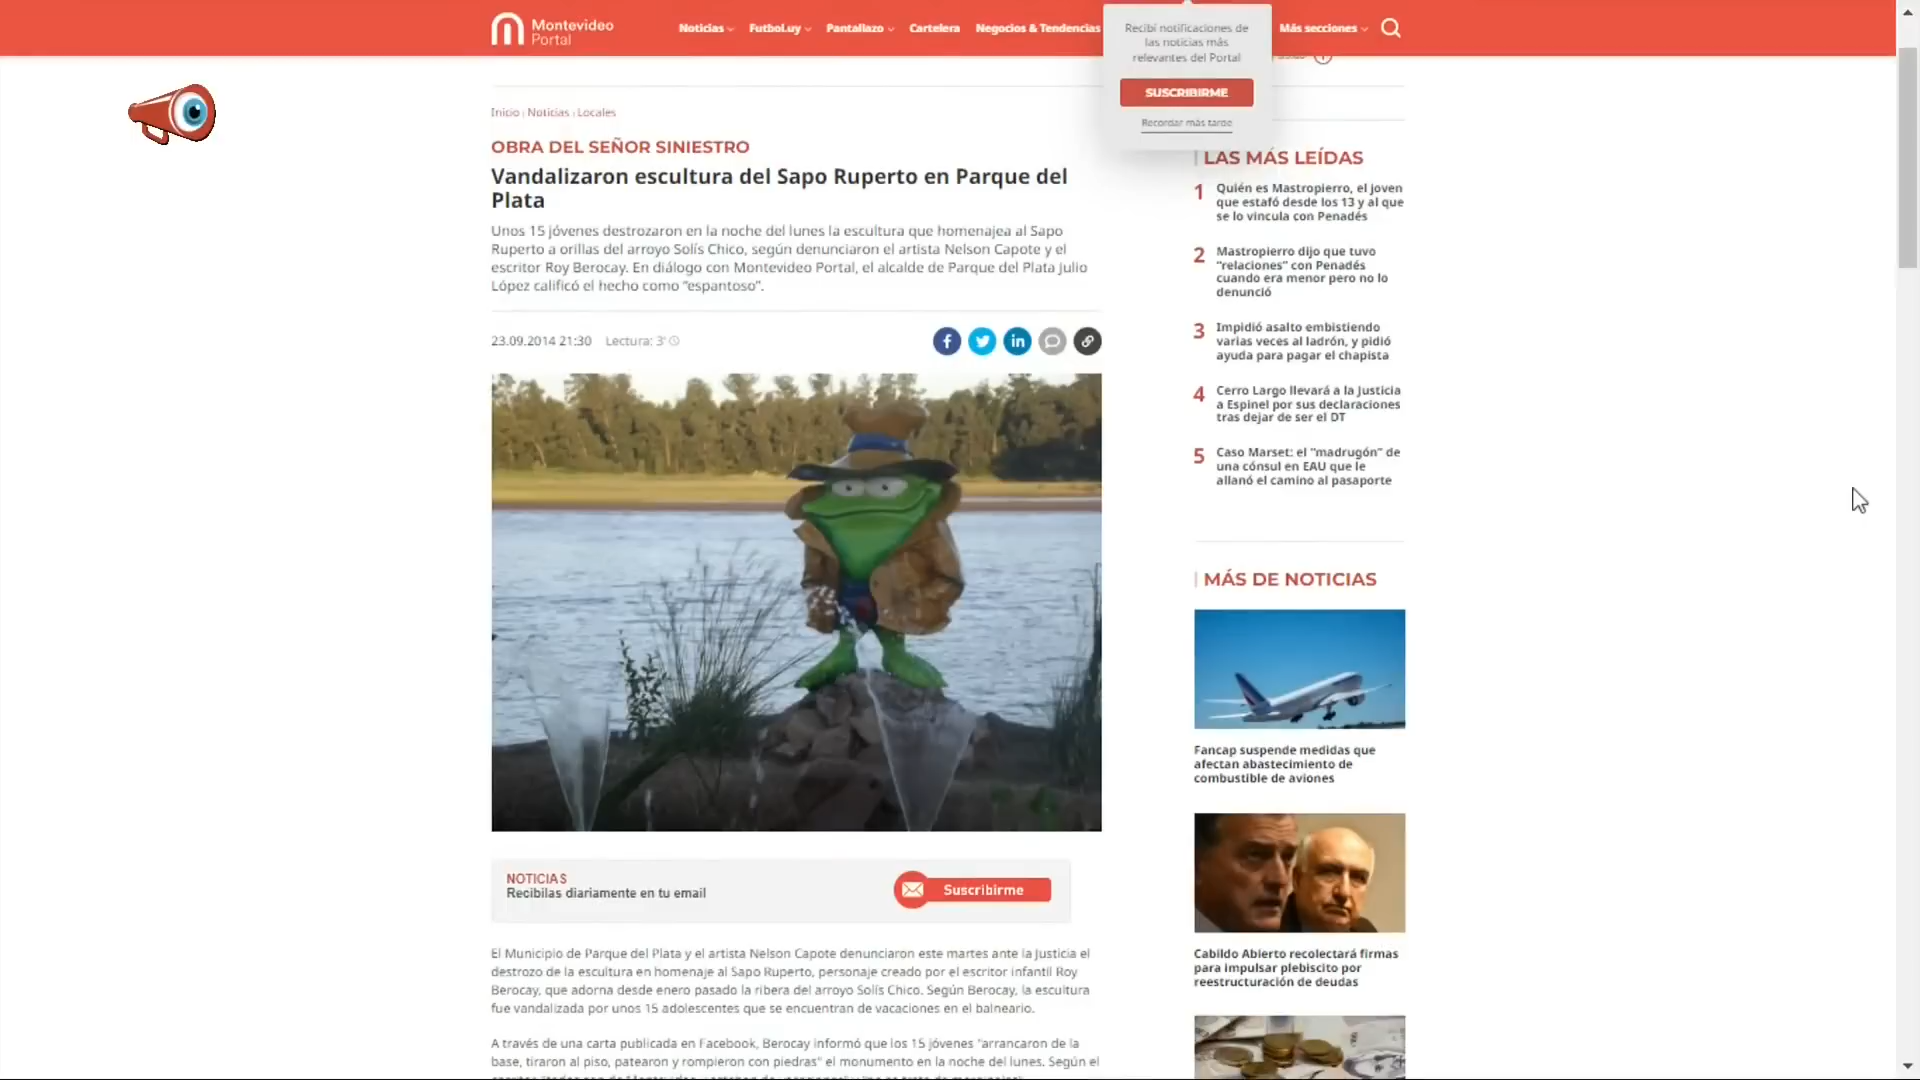 Montevideo
Portal
Noticias
FutboLuy
Pantallazo
Cartelera
Negocios & Tendencias
Más secciones
Recibí notificaciones de
las noticias más
relevantes del Portal
SUSCRIBIRME
Recordar más tarde
Inicio
Noticias
Locales
OBRA DEL SEÑOR SINIESTRO
Vandalizaron escultura del Sapo Ruperto en Parque del
Plata
Unos 15 jóvenes destrozaron en la noche del lunes la escultura que homenajea al Sapo
Ruperto a orillas del arroyo Solís Chico, según denunciaron el artista Nelson Capote y el
escritor Roy Berocay. En diálogo con Montevideo Portal, el alcalde de Parque del Plata Julio
López calificó el hecho como "espantoso".
23.09.2014 21:30 Lectura: 3'
NOTICIAS
Recibilas diariamente en tu email
Suscribirme
El Municipio de Parque del Plata y el artista Nelson Capote denunciaron este martes ante la Justicia el
destrozo de la escultura en homenaje al Sapo Ruperto, personaje creado por el escritor infantil Roy
Berocay, que adorna desde enero pasado la ribera del arroyo Solís Chico. Según Berocay, la escultura
fue vandalizada por unos 15 adolescentes que se encuentran de vacaciones en el balneario.
A través de una carta publicada en Facebook, Berocay informó que los 15 jóvenes "arrancaron de la
base, tiraron al piso, patearon y rompieron con piedras" el monumento en la noche del lunes. Según el
LAS MÁS LEÍDAS
1 Quién es Mastropierro, el joven
que estafó desde los 13 y al que
se lo vincula con Penadés
2 Mastropierro dijo que tuvo
"relaciones" con Penadés
cuando era menor pero no lo
denunció
3 Impidió asalto embistiendo
varias veces al ladrón, y pidió
ayuda para pagar el chapista
4 Cerro Largo llevará a la Justicia
a Espinel por sus declaraciones
tras dejar de ser el DT
5 Caso Marset: el "madrugón" de
una cónsul en EAU que le
allanó el camino al pasaporte
MÁS DE NOTICIAS
Fancap suspende medidas que
afectan abastecimiento de
combustible de aviones
Cabildo Abierto recolectará firmas
para impulsar plebiscito por
reestructuración de deudas